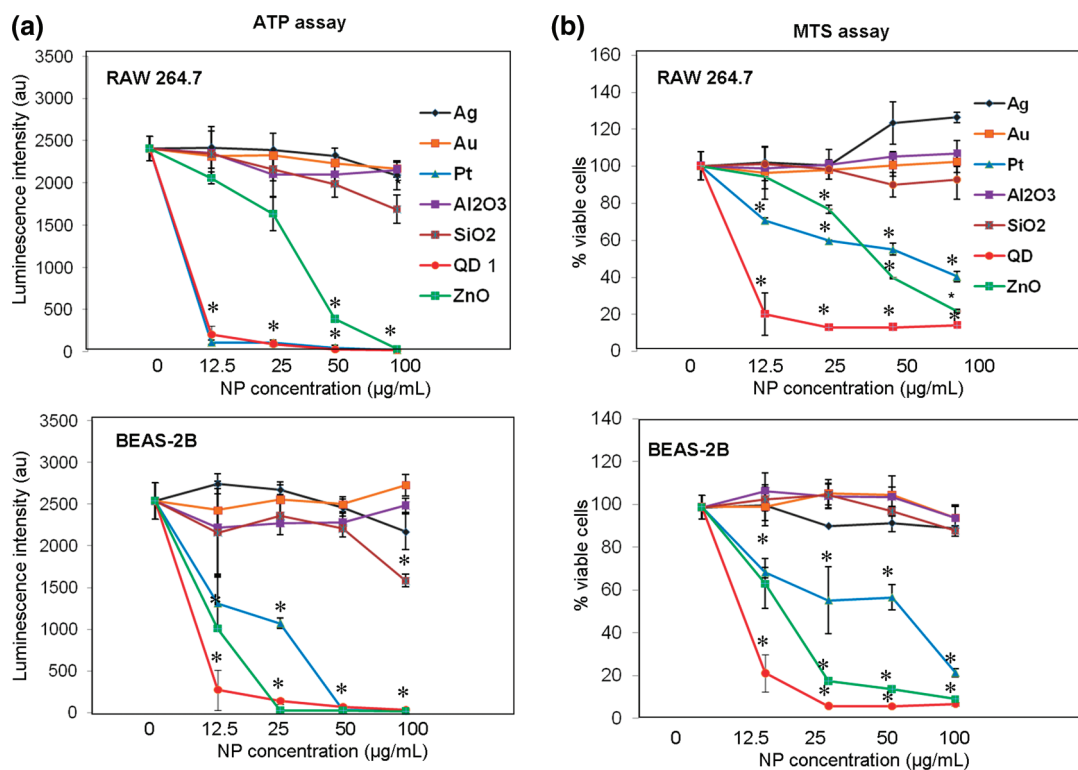 (a)
ATP assay
3500
3000
2500
2000
1500
1000
500
0
Luminescence intensity (au)
RAW 264.7
Ag
Au
Pt
Al2O3
SiO2
QD 1
ZnO
* * * *
*
0 12.5 25 50 100
NP concentration (µg/mL)
3500
3000
2500
2000
1500
1000
500
0
Luminescence intensity (au)
BEAS-2B
*
* *
* * * *
0 12.5 25 50 100
NP concentration (µg/mL)
(b)
MTS assay
160
140
120
100
80
60
40
20
0
% viable cells
RAW 264.7
Ag
Au
Pt
Al2O3
SiO2
QD
ZnO
* * * *
* * *
* * * *
0 12.5 25 50 100
NP concentration (µg/mL)
140
120
100
80
60
40
20
0
% viable cells
BEAS-2B
* * * *
* * * *
* *
0 12.5 25 50 100
NP concentration (µg/mL)